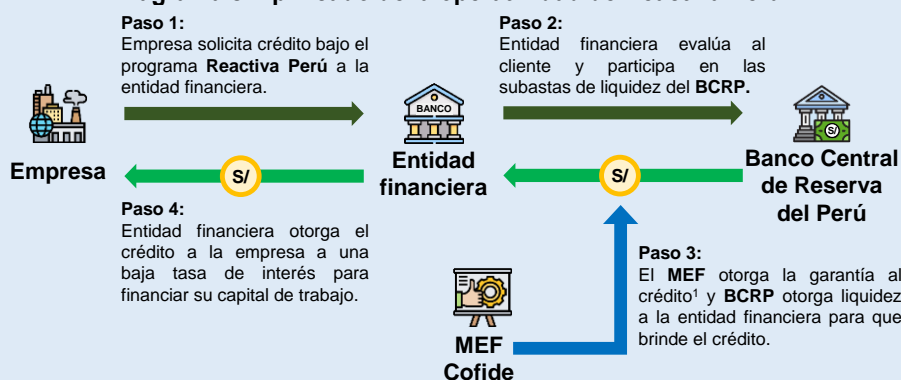 Paso 1:
Empresa solicita crédito bajo el
programa Reactiva Perú a la
entidad financiera.
Paso 2:
Entidad financiera evalúa al
cliente y participa en las
subastas de liquidez del BCRP.
BANCO
S/
Empresa
S/
Entidad
financiera
S/
Banco Central
de Reserva
del Perú
Paso 4:
Entidad financiera otorga el
crédito a la empresa a una
baja tasa de interés para
financiar su capital de trabajo.
Paso 3:
El MEF otorga la garantía al
crédito¹ y BCRP otorga liquidez
a la entidad financiera para que
brinde el crédito.
MEF
Cofide